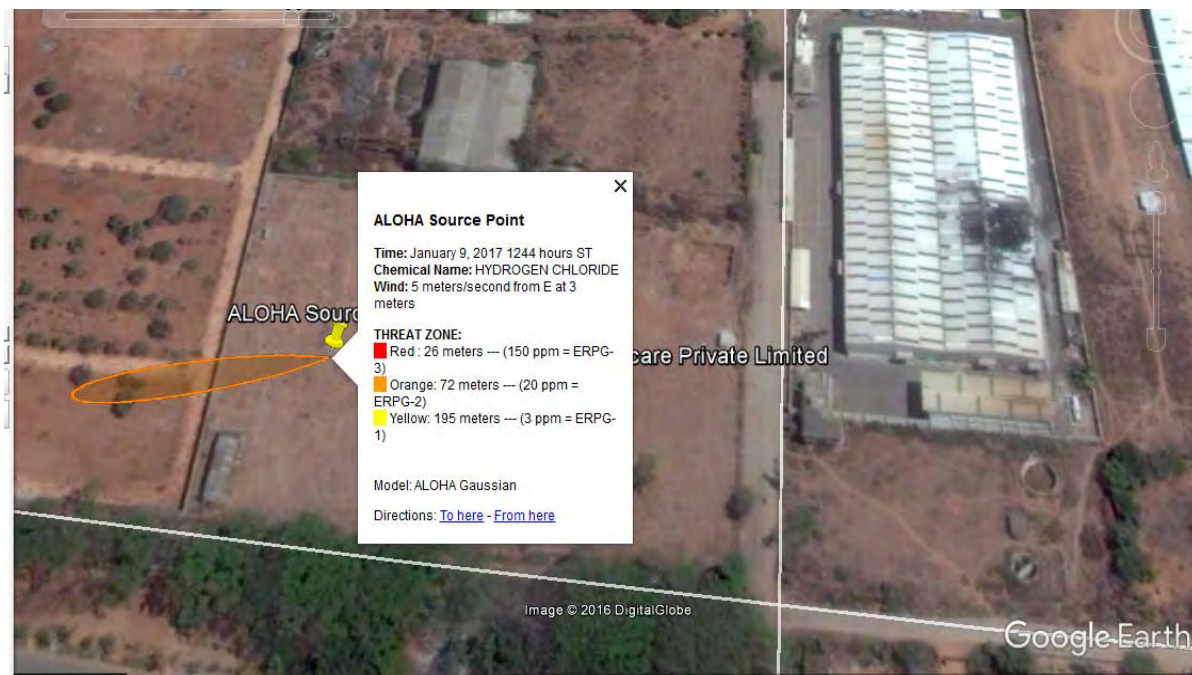 ALOHA Source Point
Time: January 9, 2017 1244 hours ST
Chemical Name: HYDROGEN CHLORIDE
Wind: 5 meters/second from E at 3
meters
THREAT ZONE:
Red : 26 meters --- (150 ppm = ERPG-
3)
Orange: 72 meters --- (20 ppm =
ERPG-2)
Yellow: 195 meters --- (3 ppm = ERPG-
1)
Model: ALOHA Gaussian
Directions: To here - From here
ALOHA Sourc
care Private Limited
Image © 2016 DigitalGlobe
Google Earth